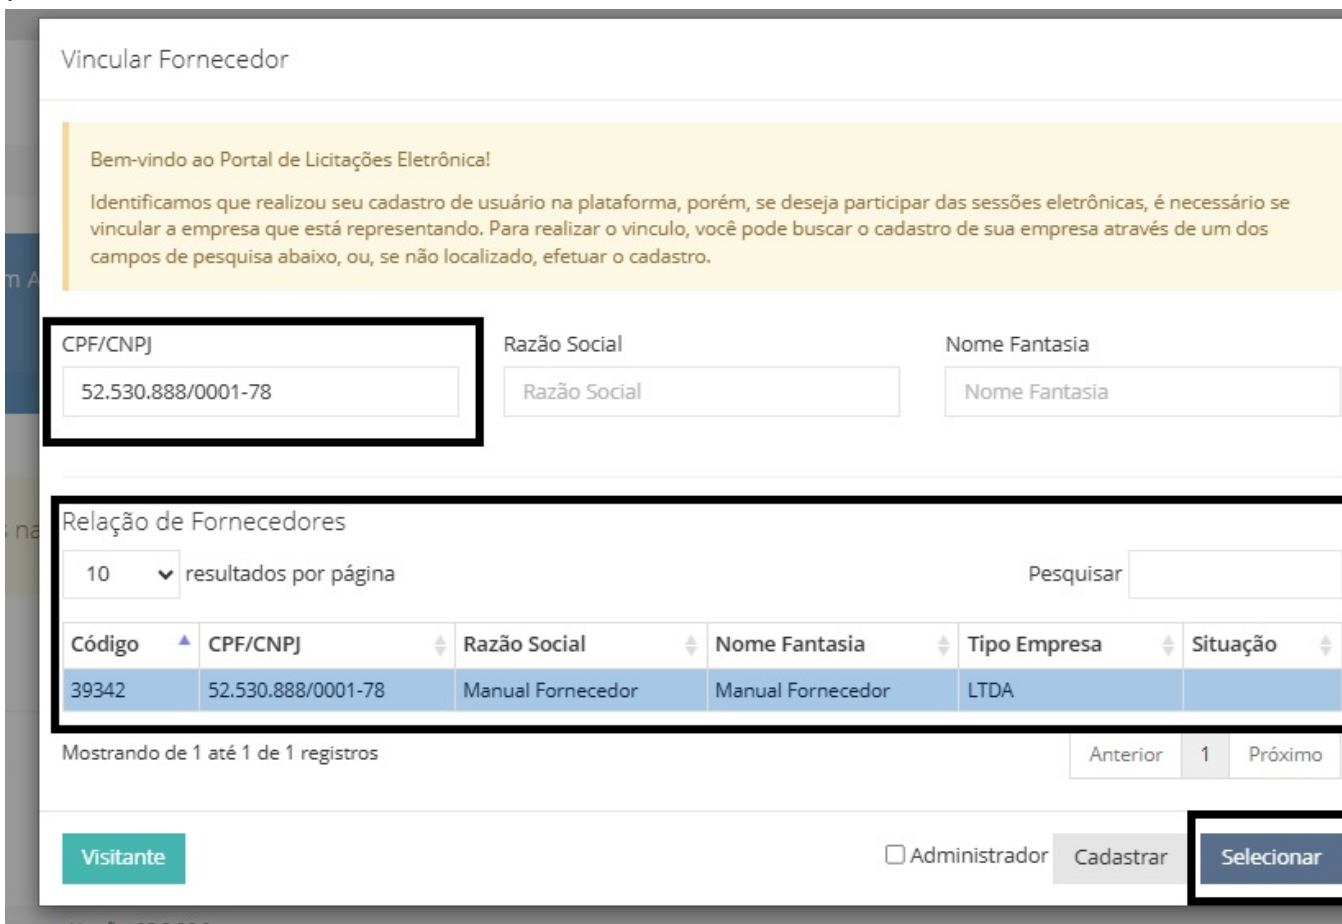 Vincular Fornecedor
Bem-vindo ao Portal de Licitações Eletrônica!
Identificamos que realizou seu cadastro de usuário na plataforma, porém, se deseja participar das sessões eletrônicas, é necessário se
vincular a empresa que está representando. Para realizar o vinculo, você pode buscar o cadastro de sua empresa através de um dos
campos de pesquisa abaixo, ou, se não localizado, efetuar o cadastro.
m A
CPF/CNPJ Razão Social Nome Fantasia
52.530.888/0001-78 Razão Social Nome Fantasia
Relação de Fornecedores
na
10 resultados por página Pesquisar
Código CPF/CNPJ Razão Social Nome Fantasia Tipo Empresa Situação
39342 52.530.888/0001-78 Manual Fornecedor Manual Fornecedor LTDA
Mostrando de 1 até 1 de 1 registros Anterior 1 Próximo
Visitante Administrador Cadastrar Selecionar